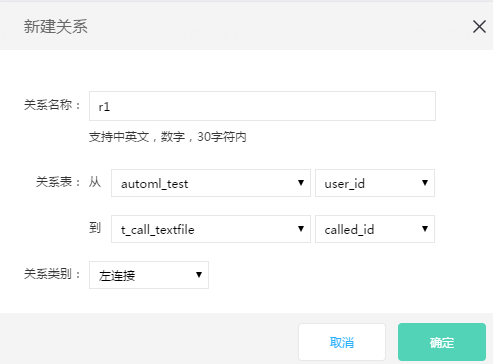 新建关系
关系名称： r1
支持中英文，数字，30字符内
关系表： 从 automl_test user_id
到 t_call_textfile called_id
关系类别： 左连接
取消 确定